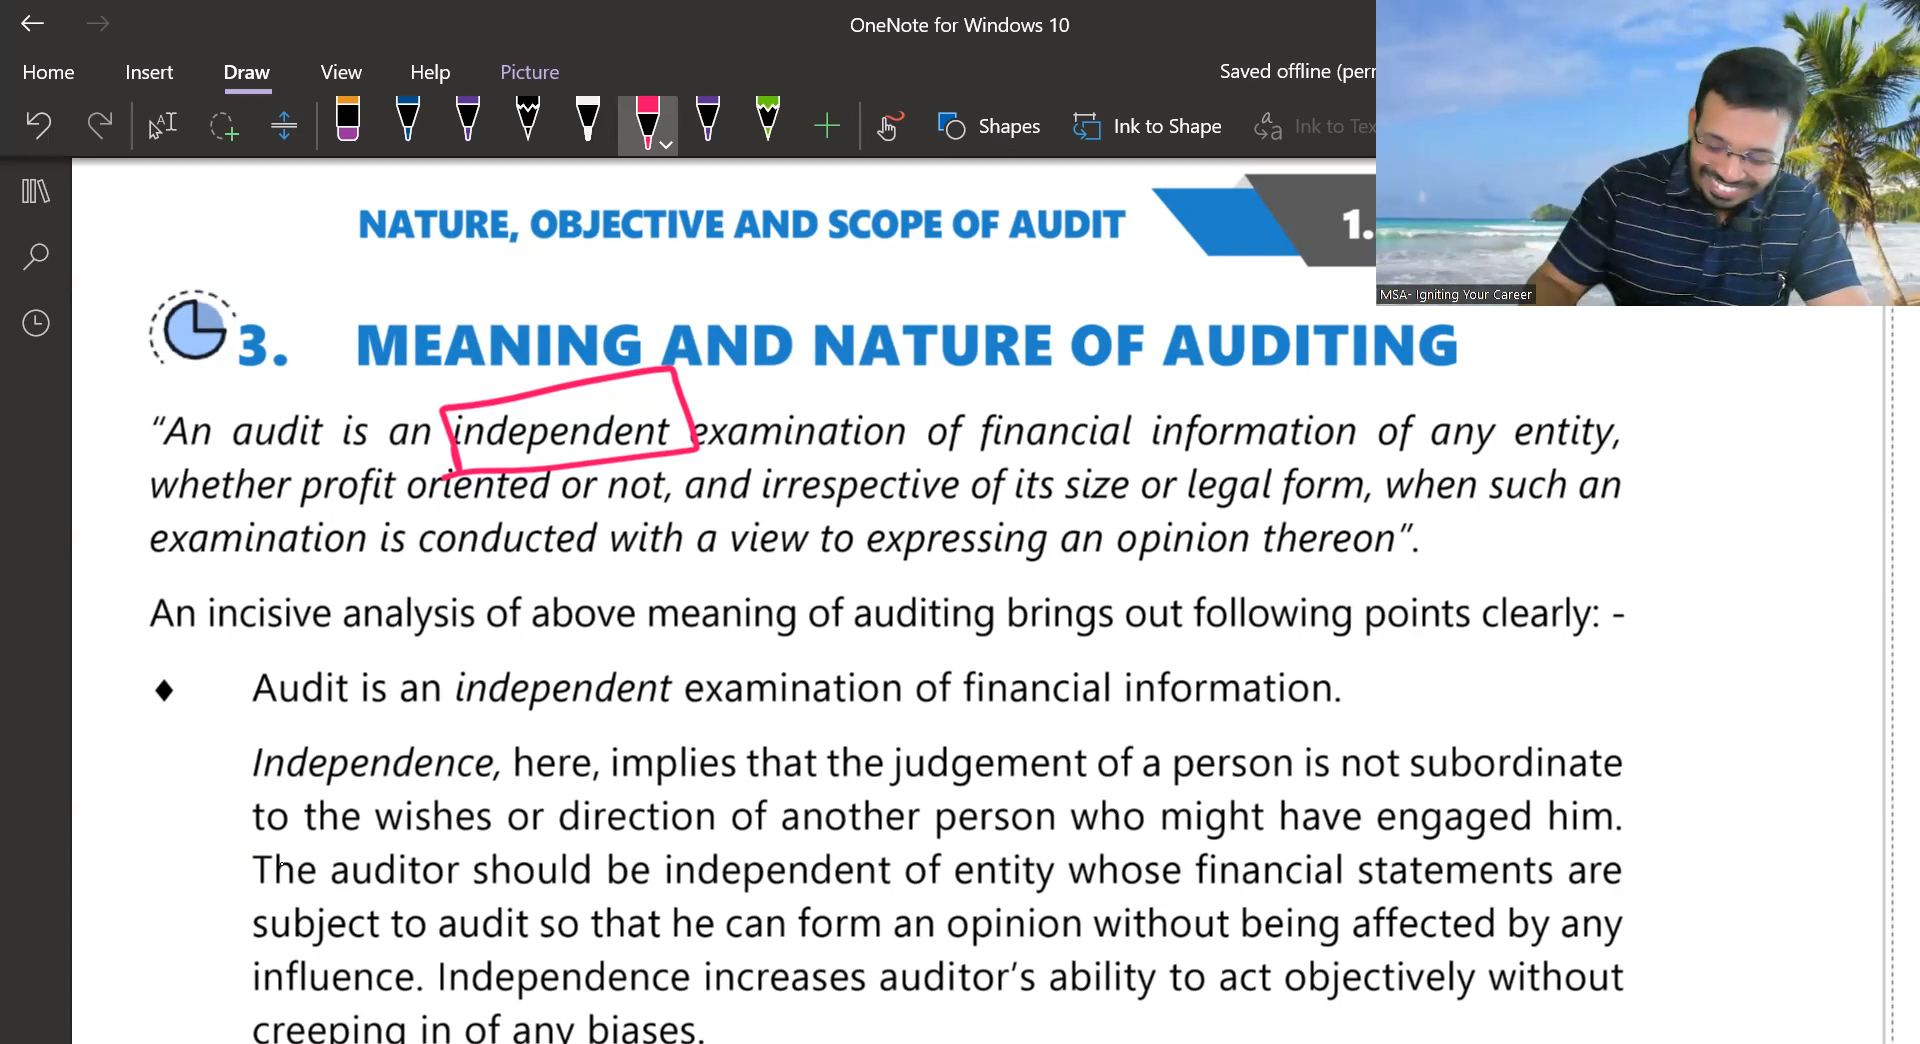 OneNote for Windows 10
Home Insert Draw View Help Picture
Saved offline (per
Shapes Ink to Shape Ink to Tex
NATURE, OBJECTIVE AND SCOPE OF AUDIT
1.
MSA- Igniting Your Career
3. MEANING AND NATURE OF AUDITING
“An audit is an independent examination of financial information of any entity,
whether profit oriented or not, and irrespective of its size or legal form, when such an
examination is conducted with a view to expressing an opinion thereon”.
An incisive analysis of above meaning of auditing brings out following points clearly: -
♦ Audit is an independent examination of financial information.
Independence, here, implies that the judgement of a person is not subordinate
to the wishes or direction of another person who might have engaged him.
The auditor should be independent of entity whose financial statements are
subject to audit so that he can form an opinion without being affected by any
influence. Independence increases auditor’s ability to act objectively without
creeping in of any biases.